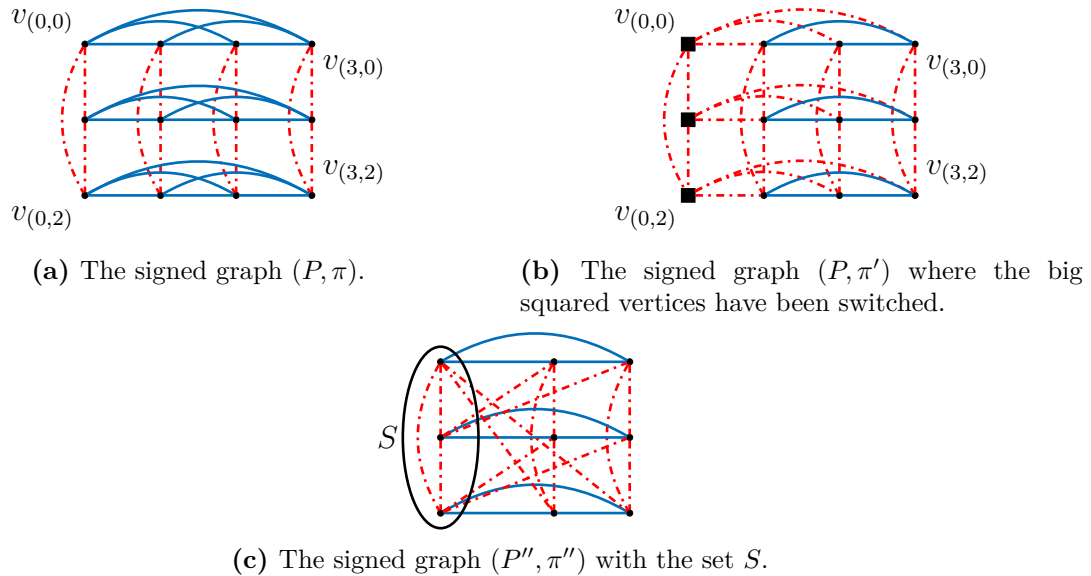 v_{(0,0)}
v_{(3,0)}
v_{(3,2)}
v_{(0,2)}
(a) The signed graph (P, π).
v_{(0,0)}
v_{(3,0)}
v_{(3,2)}
v_{(0,2)}
(b) The signed graph (P, π′) where the big
squared vertices have been switched.
S
(c) The signed graph (P″, π″) with the set S.